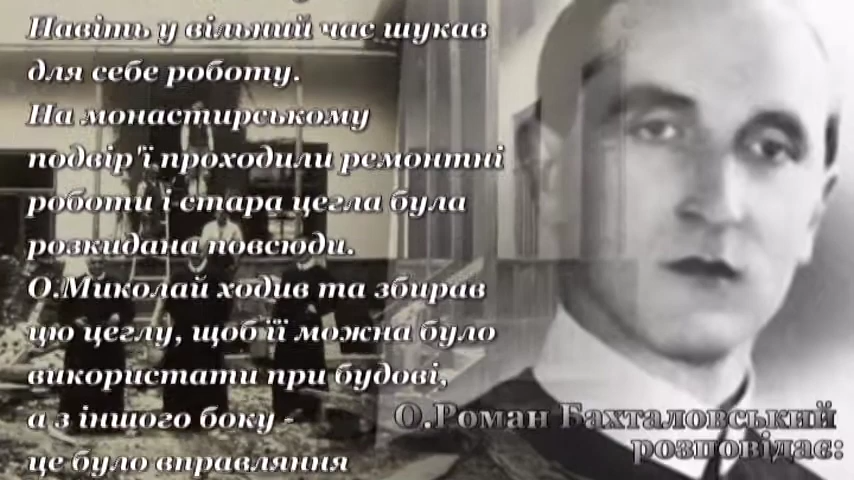 Навіть у вільний час шукав
для себе роботу.
На монастирському
подвір'ї проходили ремонтні
роботи і стара цегла була
розкидана повсюди.
О.Миколай ходив та збирав
цю цеглу, щоб її можна було
використати при будові,
а з іншого боку -
це було вправляння
О.Роман Бахталовський
розповідає: